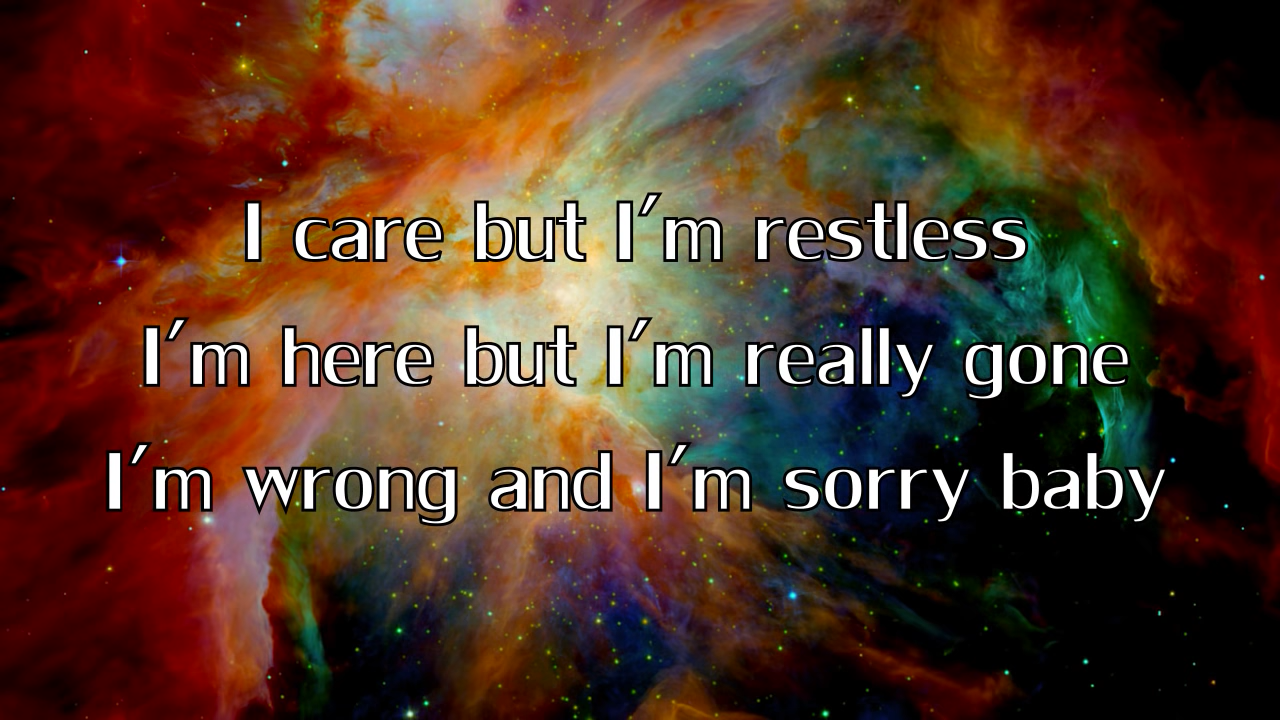 I care but I'm restless
I'm here but I'm really gone
I'm wrong and I'm sorry baby